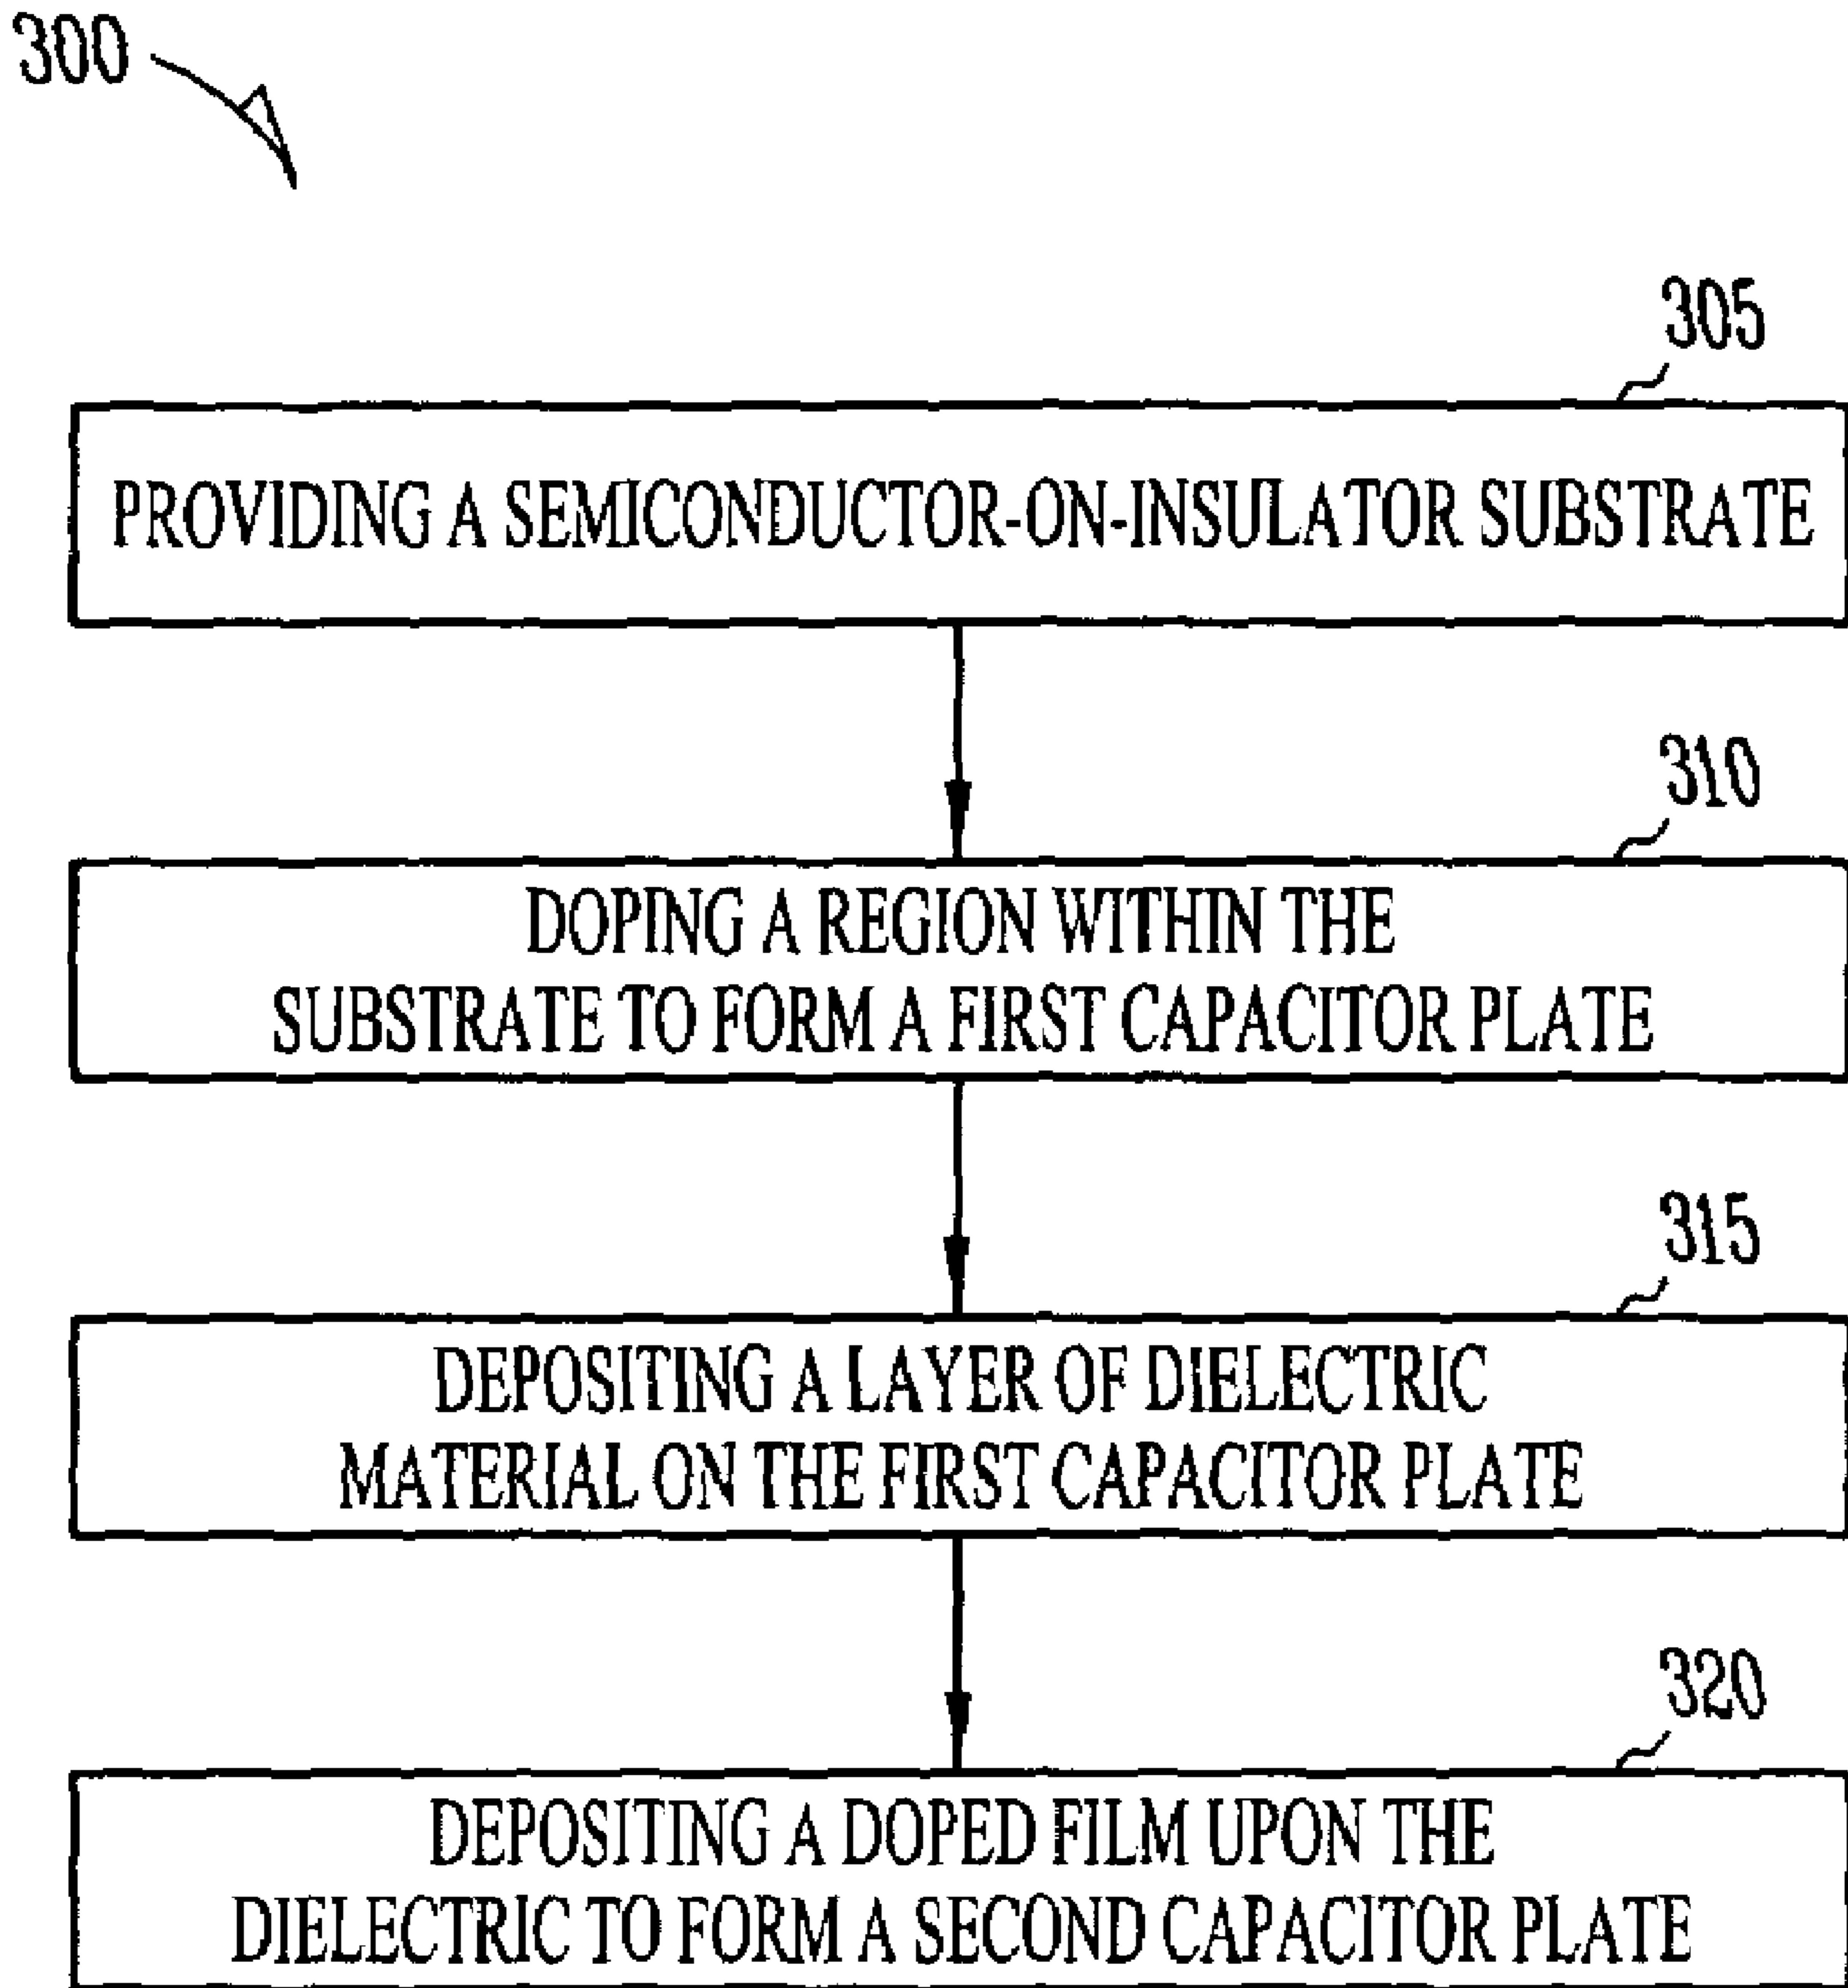 300
305
PROVIDING A SEMICONDUCTOR-ON-INSULATOR SUBSTRATE
310
DOPING A REGION WITHIN THE
SUBSTRATE TO FORM A FIRST CAPACITOR PLATE
315
DEPOSITING A LAYER OF DIELECTRIC
MATERIAL ON THE FIRST CAPACITOR PLATE
320
DEPOSITING A DOPED FILM UPON THE
DIELECTRIC TO FORM A SECOND CAPACITOR PLATE